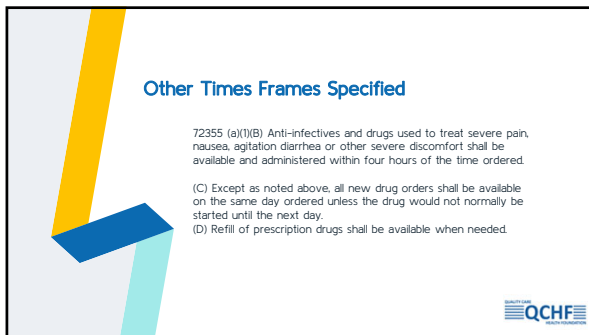 Other Times Frames Specified
72355 (a)(1)(B) Anti-infectives and drugs used to treat severe pain,
nausea, agitation diarrhea or other severe discomfort shall be
available and administered within four hours of the time ordered.
(C) Except as noted above, all new drug orders shall be available
on the same day ordered unless the drug would not normally be
started until the next day.
(D) Refill of prescription drugs shall be available when needed.
QUALITY CARE
QCHF
HEALTH FOUNDATION